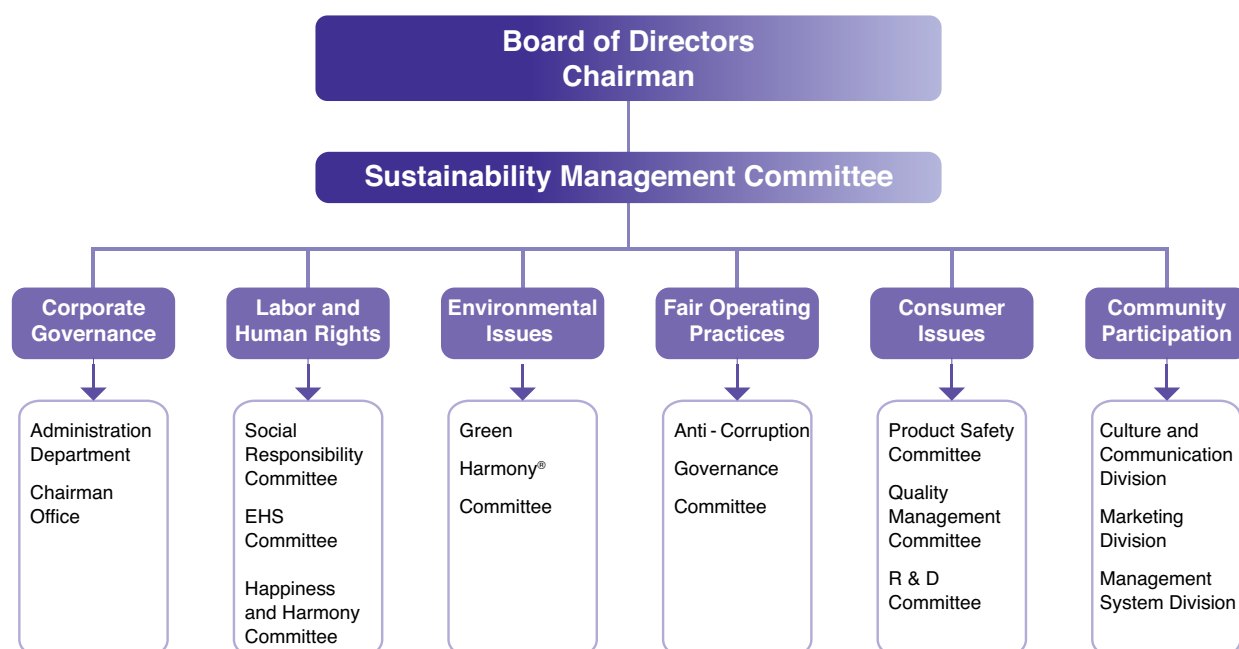 Board of Directors
Chairman
Sustainability Management Committee
Corporate
Governance
Labor and
Human Rights
Environmental
Issues
Fair Operating
Practices
Consumer
Issues
Community
Participation
Administration
Department
Chairman
Office
Social
Responsibility
Committee
EHS
Committee
Happiness
and Harmony
Committee
Green
Harmony®
Committee
Anti - Corruption
Governance
Committee
Product Safety
Committee
Quality
Management
Committee
R & D
Committee
Culture and
Communication
Division
Marketing
Division
Management
System Division